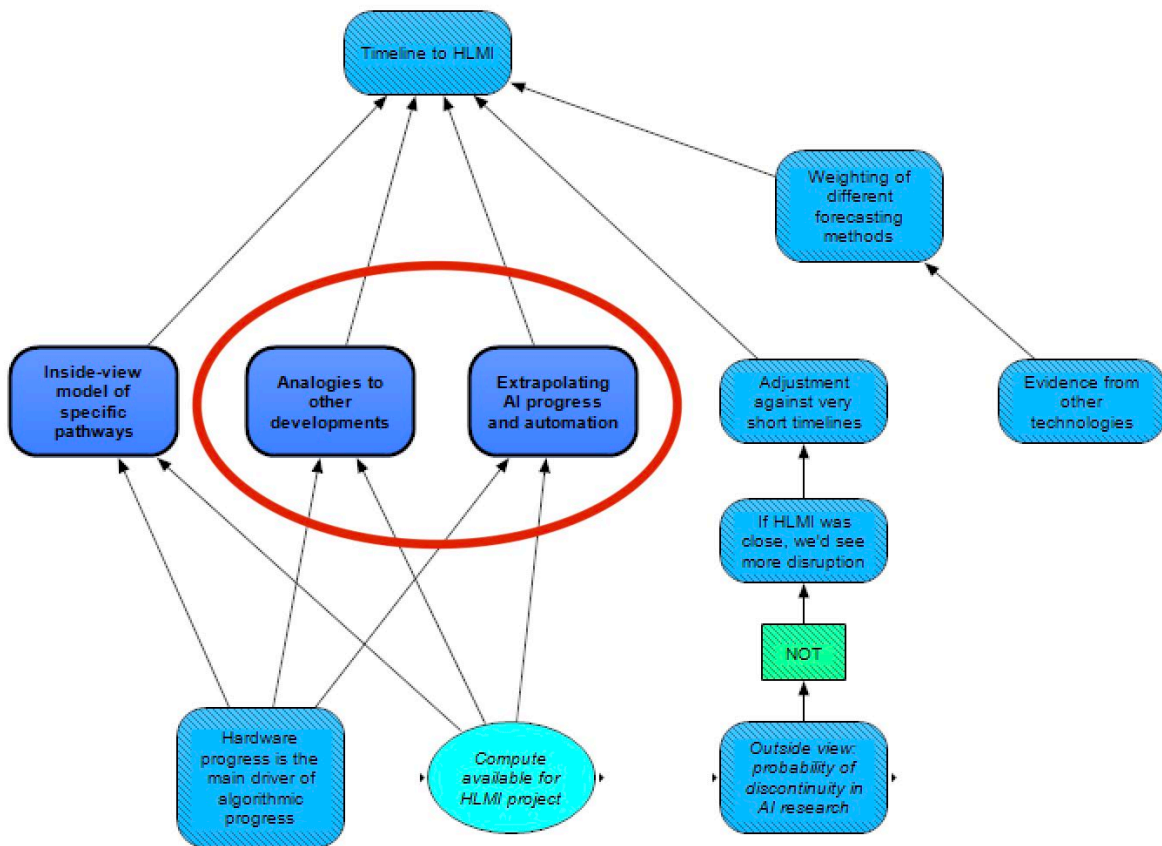 Timeline to HLMI
Weighting of
different
forecasting
methods
Inside-view
model of
specific
pathways
Analogies to
other
developments
Extrapolating
AI progress
and automation
Adjustment
against very
short timelines
Evidence from
other
technologies
If HLMI was
close, we'd see
more disruption
NOT
Hardware
progress is the
main driver of
algorithmic
progress
Compute
available for
HLMI project
Outside view:
probability of
discontinuity in
AI research